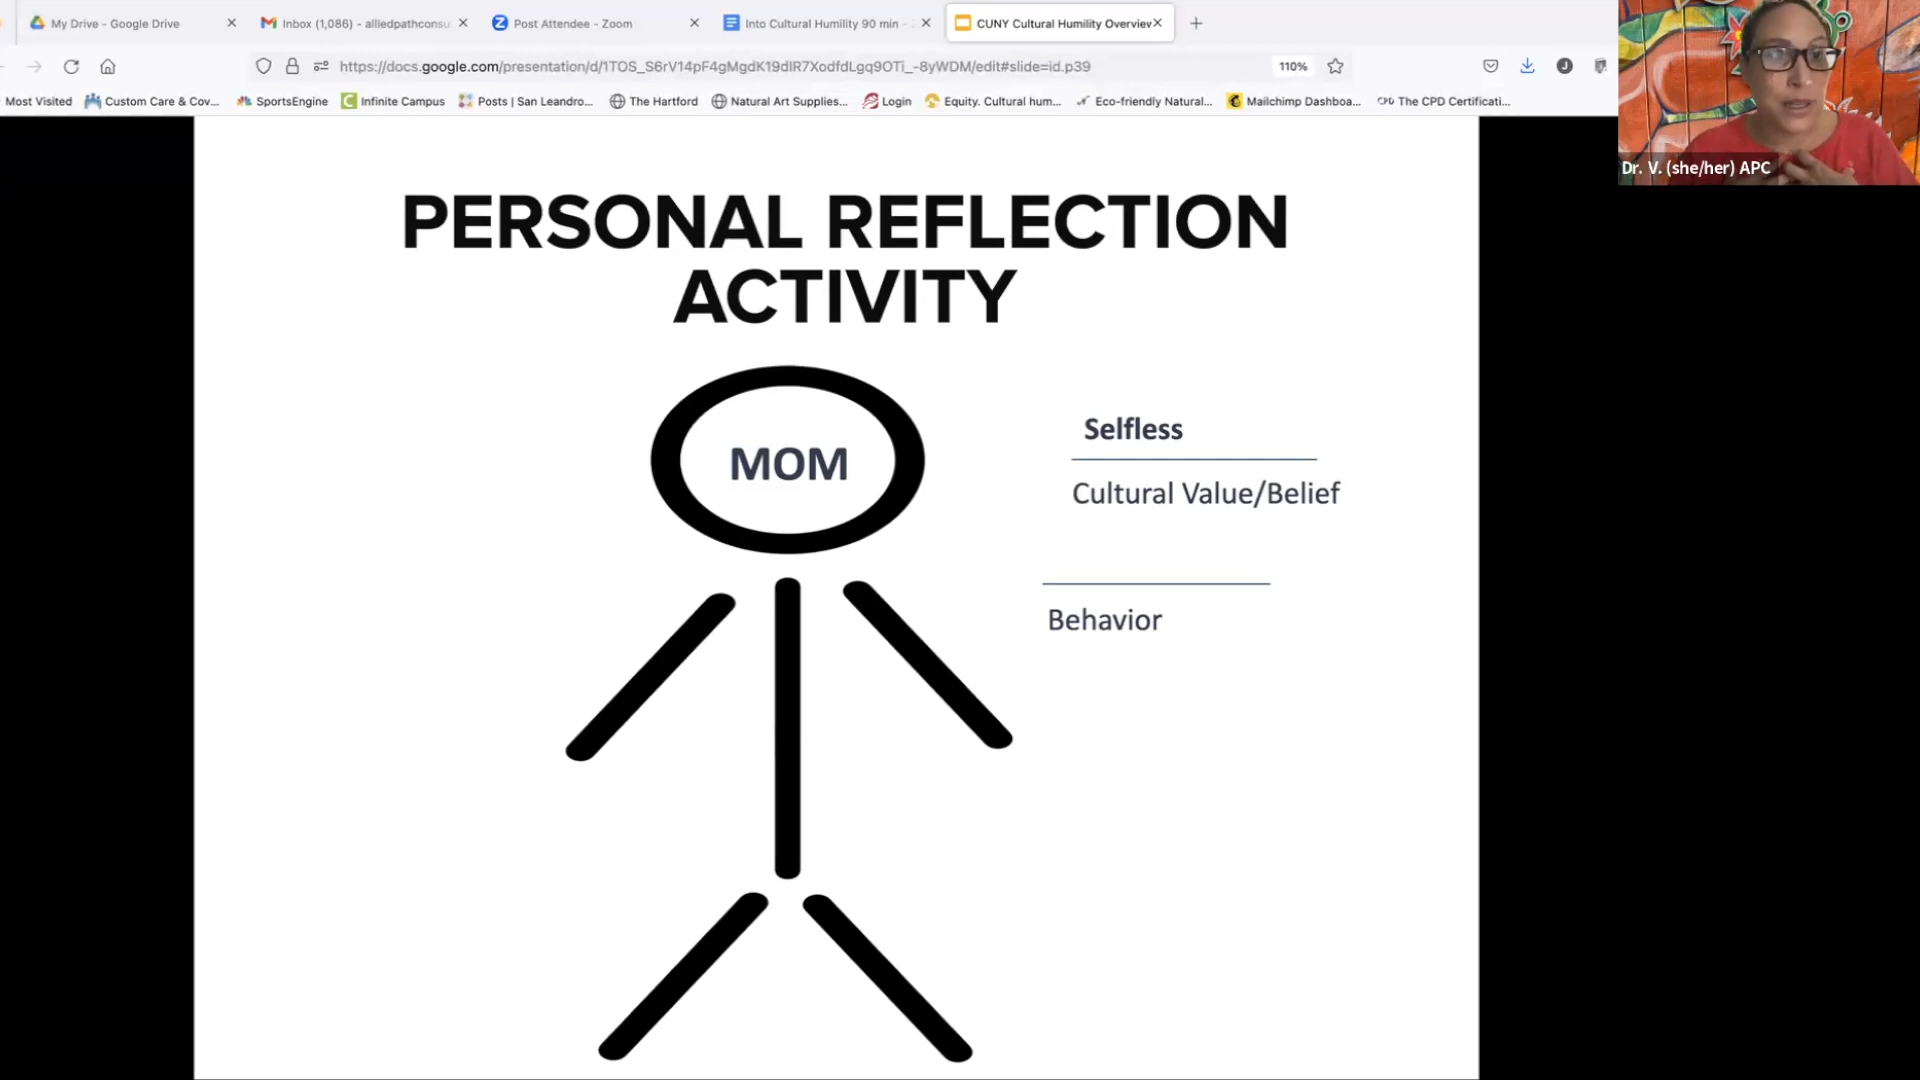 My Drive - Google Drive
Inbox (1,086) - alliedpathconsu
Post Attendee - Zoom
Into Cultural Humility 90 min -
CUNY Cultural Humility Overview
https://docs.google.com/presentation/d/1TOS_S6rV14pF4gMgdK19dlR7XodfdLgq9OTi_-8yWDM/edit#slide=id.p39
110%
J
Most Visited
Custom Care & Cov...
SportsEngine
Infinite Campus
Posts | San Leandro...
The Hartford
Natural Art Supplies...
Login
Equity. Cultural hum...
Eco-friendly Natural...
Mailchimp Dashboa...
CPD The CPD Certificati...
Dr. V. (she/her) APC
PERSONAL REFLECTION
ACTIVITY
MOM
Selfless
Cultural Value/Belief
Behavior